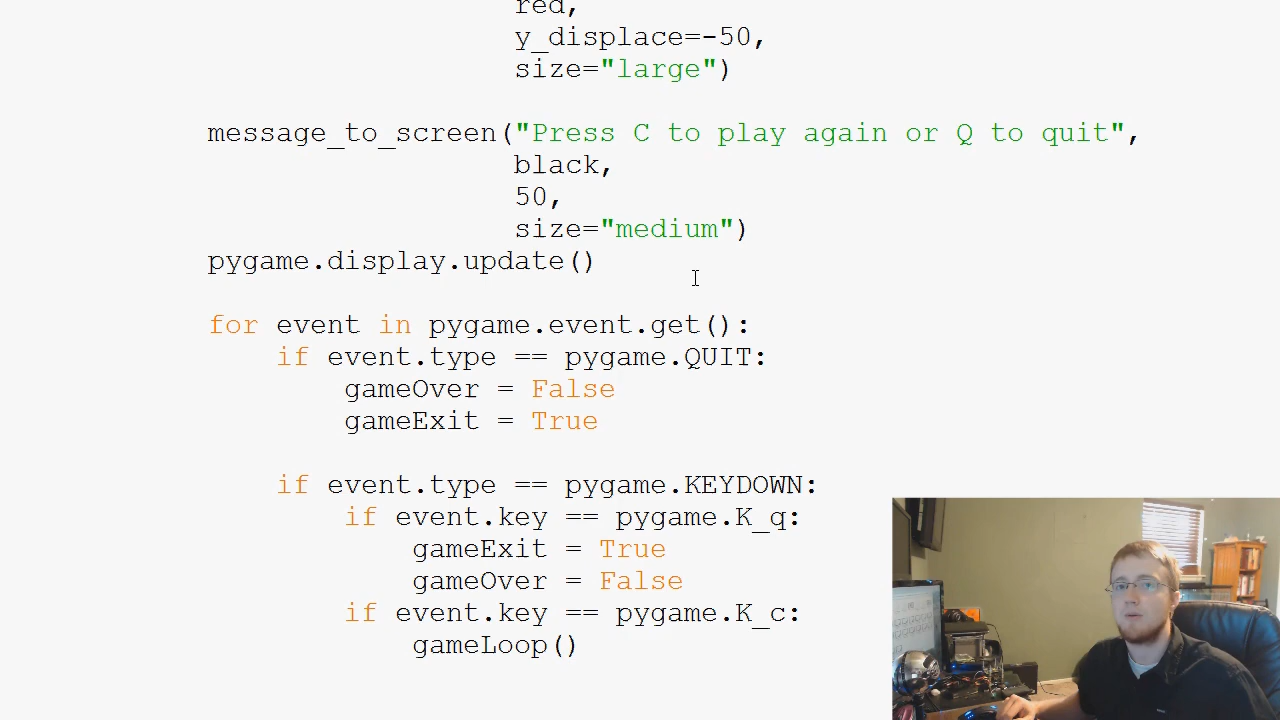 red,
y_displace=-50,
size="large")
message_to_screen("Press C to play again or Q to quit",
black,
50,
size="medium")
pygame.display.update()
for event in pygame.event.get():
if event.type == pygame.QUIT:
gameOver = False
gameExit = True
if event.type == pygame.KEYDOWN:
if event.key == pygame.K_q:
gameExit = True
gameOver = False
if event.key == pygame.K_c:
gameLoop()